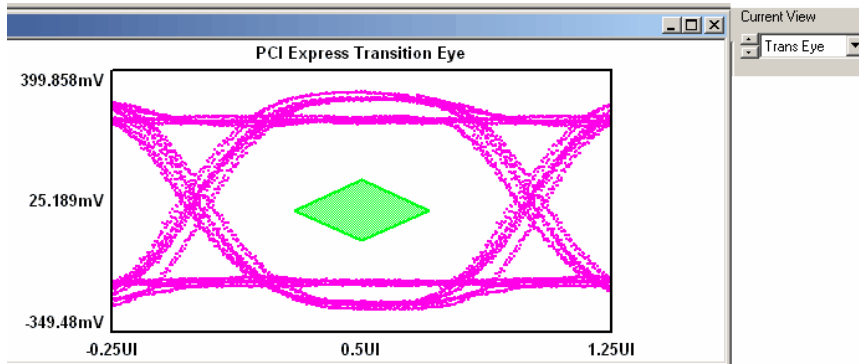 Current View
Trans Eye
PCI Express Transition Eye
399.858mV
25.189mV
-349.48mV
-0.25UI 0.5UI 1.25UI